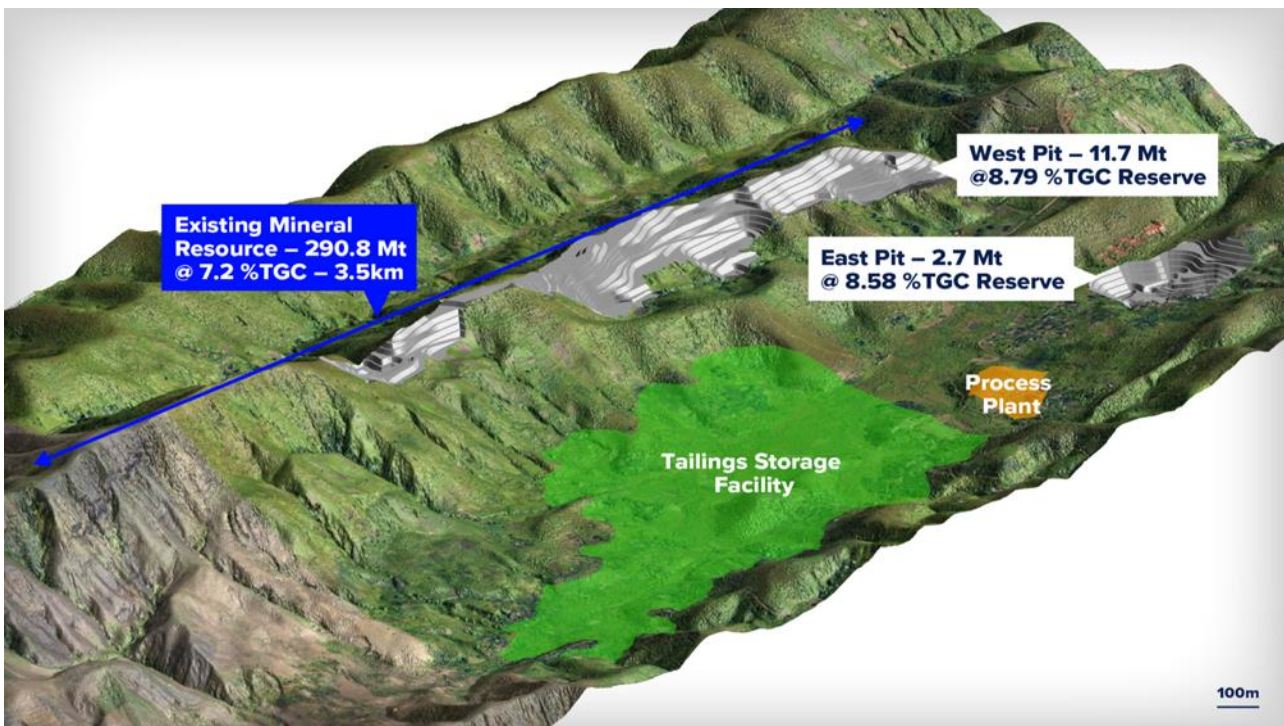 West Pit – 11.7 Mt
@8.79 %TGC Reserve
Existing Mineral
Resource – 290.8 Mt
@ 7.2 %TGC – 3.5km
East Pit – 2.7 Mt
@ 8.58 %TGC Reserve
Process
Plant
Tailings Storage
Facility
100m